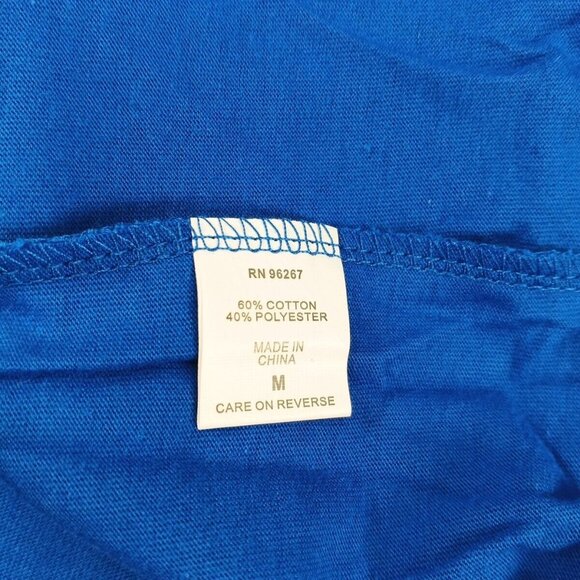 RN 96267
60% COTTON
40% POLYESTER
MADE IN
CHINA
M
CARE ON REVERSE